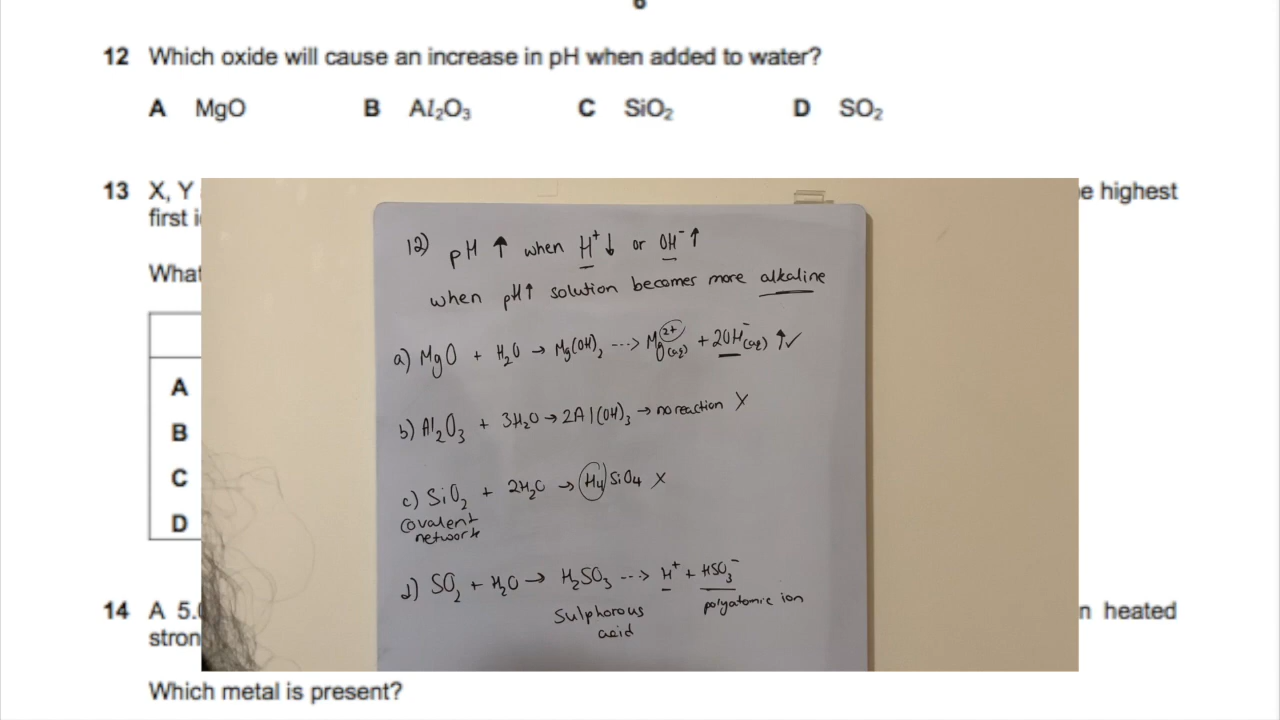 6
12 Which oxide will cause an increase in pH when added to water?
A MgO B Al₂O₃ C SiO₂ D SO₂
13 X, Y
e highest
first i
What
A
B
C
D
12) pH ↑ when H⁺ ↓ or OH⁻ ↑
when pH↑ solution becomes more alkaline
a) MgO + H₂O → Mg(OH)₂ ---> Mg²⁺(aq) + 2OH⁻(aq) ↑✓
b) Al₂O₃ + 3H₂O → 2Al(OH)₃ → no reaction X
c) SiO₂ + 2H₂O → H₄SiO₄ X
covalent
network
d) SO₂ + H₂O → H₂SO₃ ---> H⁺ + HSO₃⁻
Sulphorous
acid
polyatomic ion
14 A 5.
n heated
stron
Which metal is present?